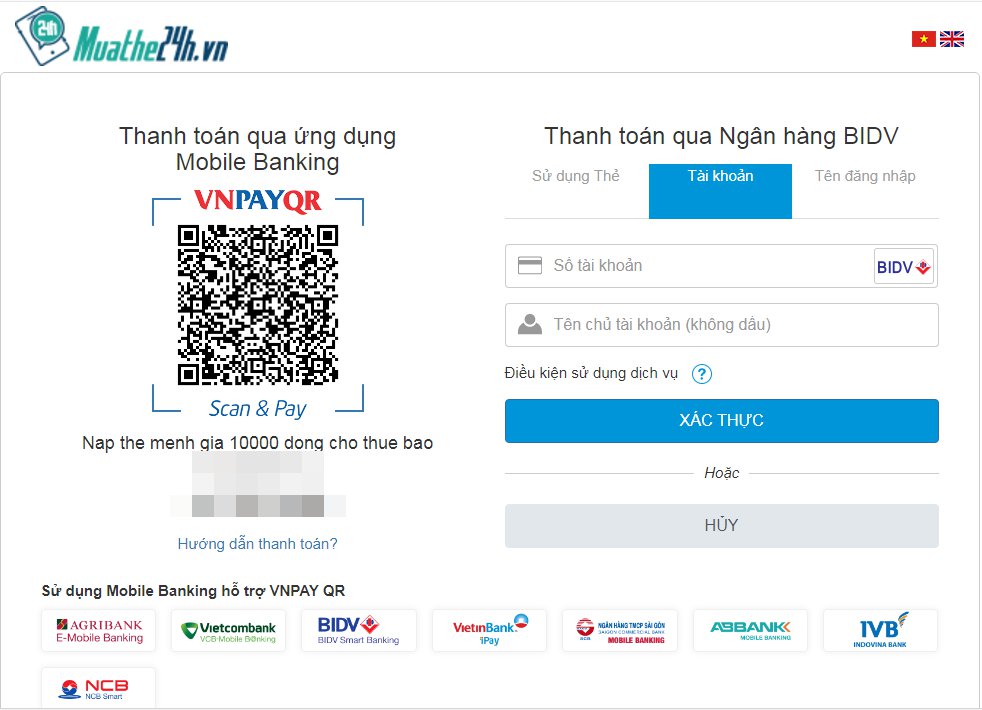 24h
Muathe24h.vn
Thanh toán qua ứng dụng
Mobile Banking
VNPAYQR
Scan & Pay
Nap the menh gia 10000 dong cho thue bao
Hướng dẫn thanh toán?
Thanh toán qua Ngân hàng BIDV
Sử dụng Thẻ
Tài khoản
Tên đăng nhập
Số tài khoản
BIDV
Tên chủ tài khoản (không dấu)
Điều kiện sử dụng dịch vụ ?
XÁC THỰC
Hoặc
HỦY
Sử dụng Mobile Banking hỗ trợ VNPAY QR
AGRIBANK
E-Mobile Banking
Vietcombank
VCB-Mobile B@nking
BIDV
BIDV Smart Banking
VietinBank
iPay
SCB
NGÂN HÀNG TMCP SÀI GÒN
SAIGON COMMERCIAL BANK
MOBILE BANKING
ABBANK
MOBILE BANKING
IVB
INDOVINA BANK
NCB
NCB Smart